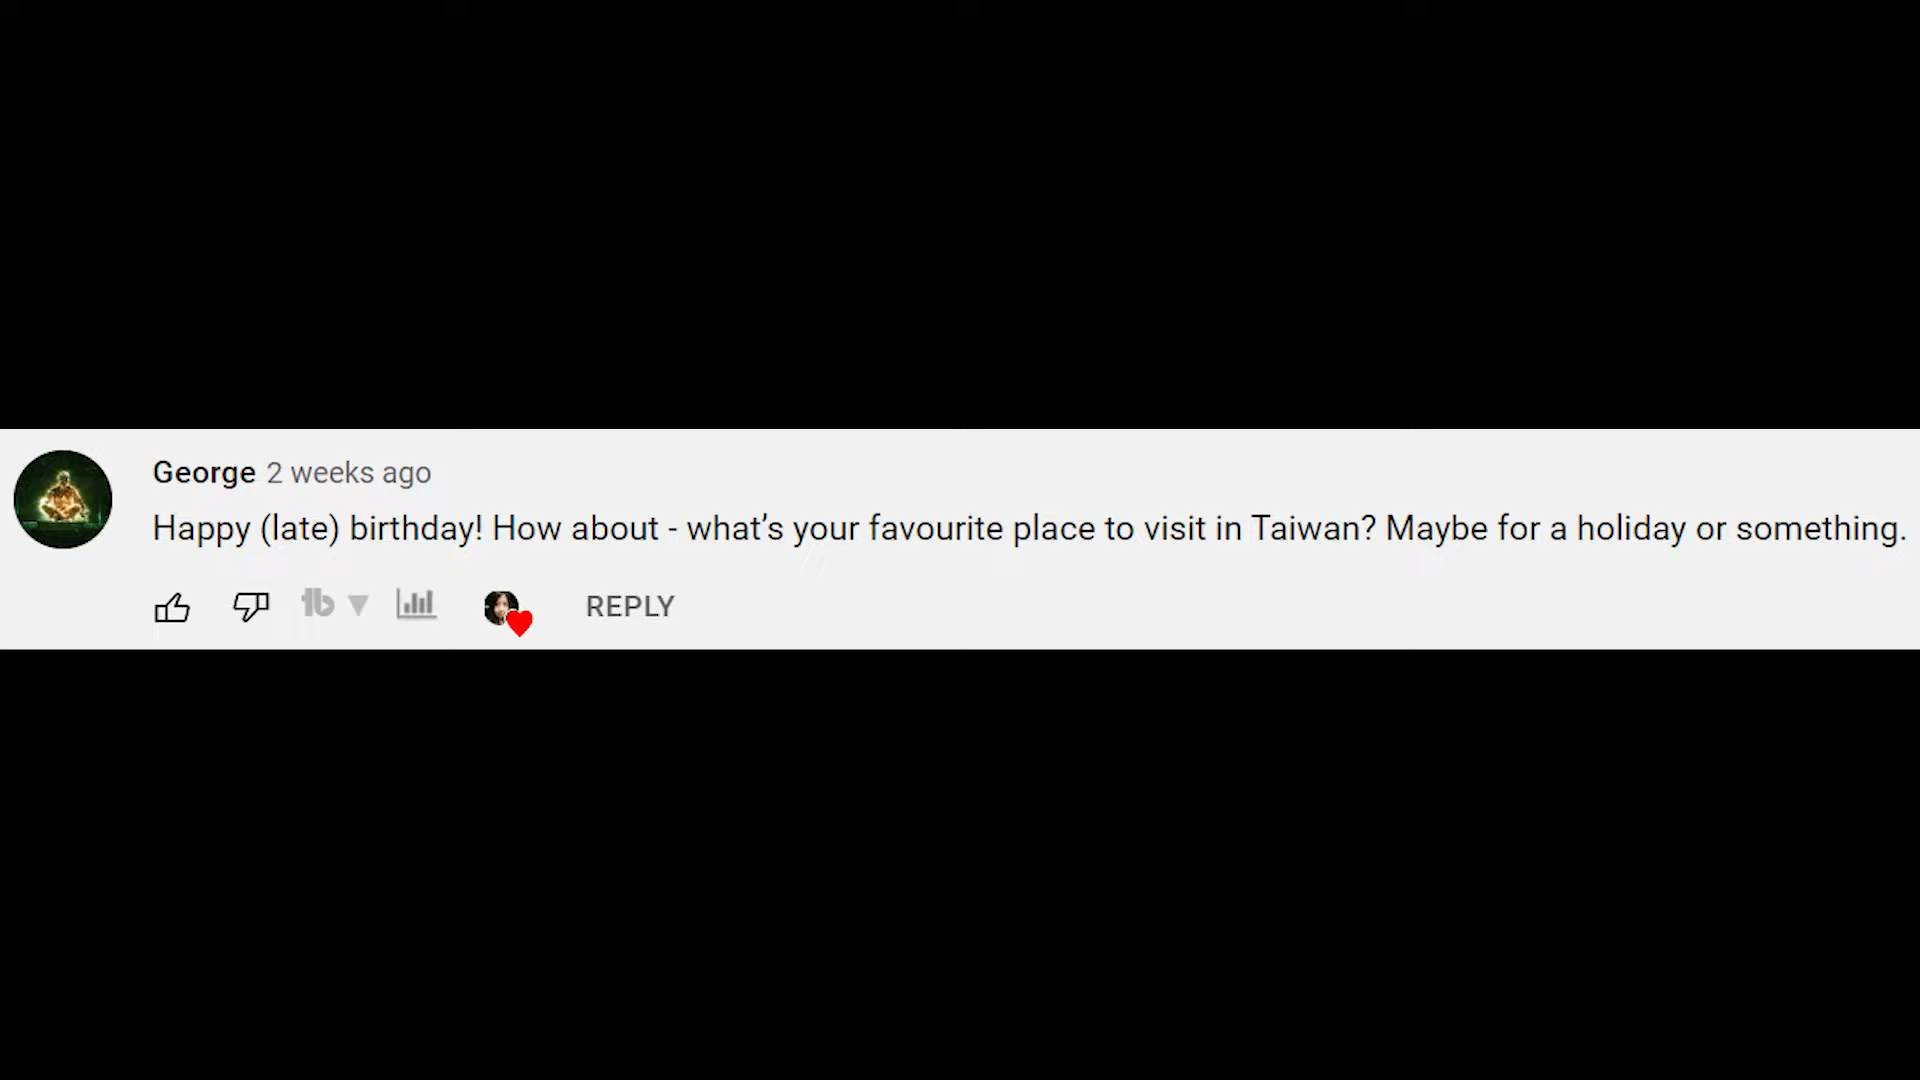 George 2 weeks ago
Happy (late) birthday! How about - what’s your favourite place to visit in Taiwan? Maybe for a holiday or something.
REPLY